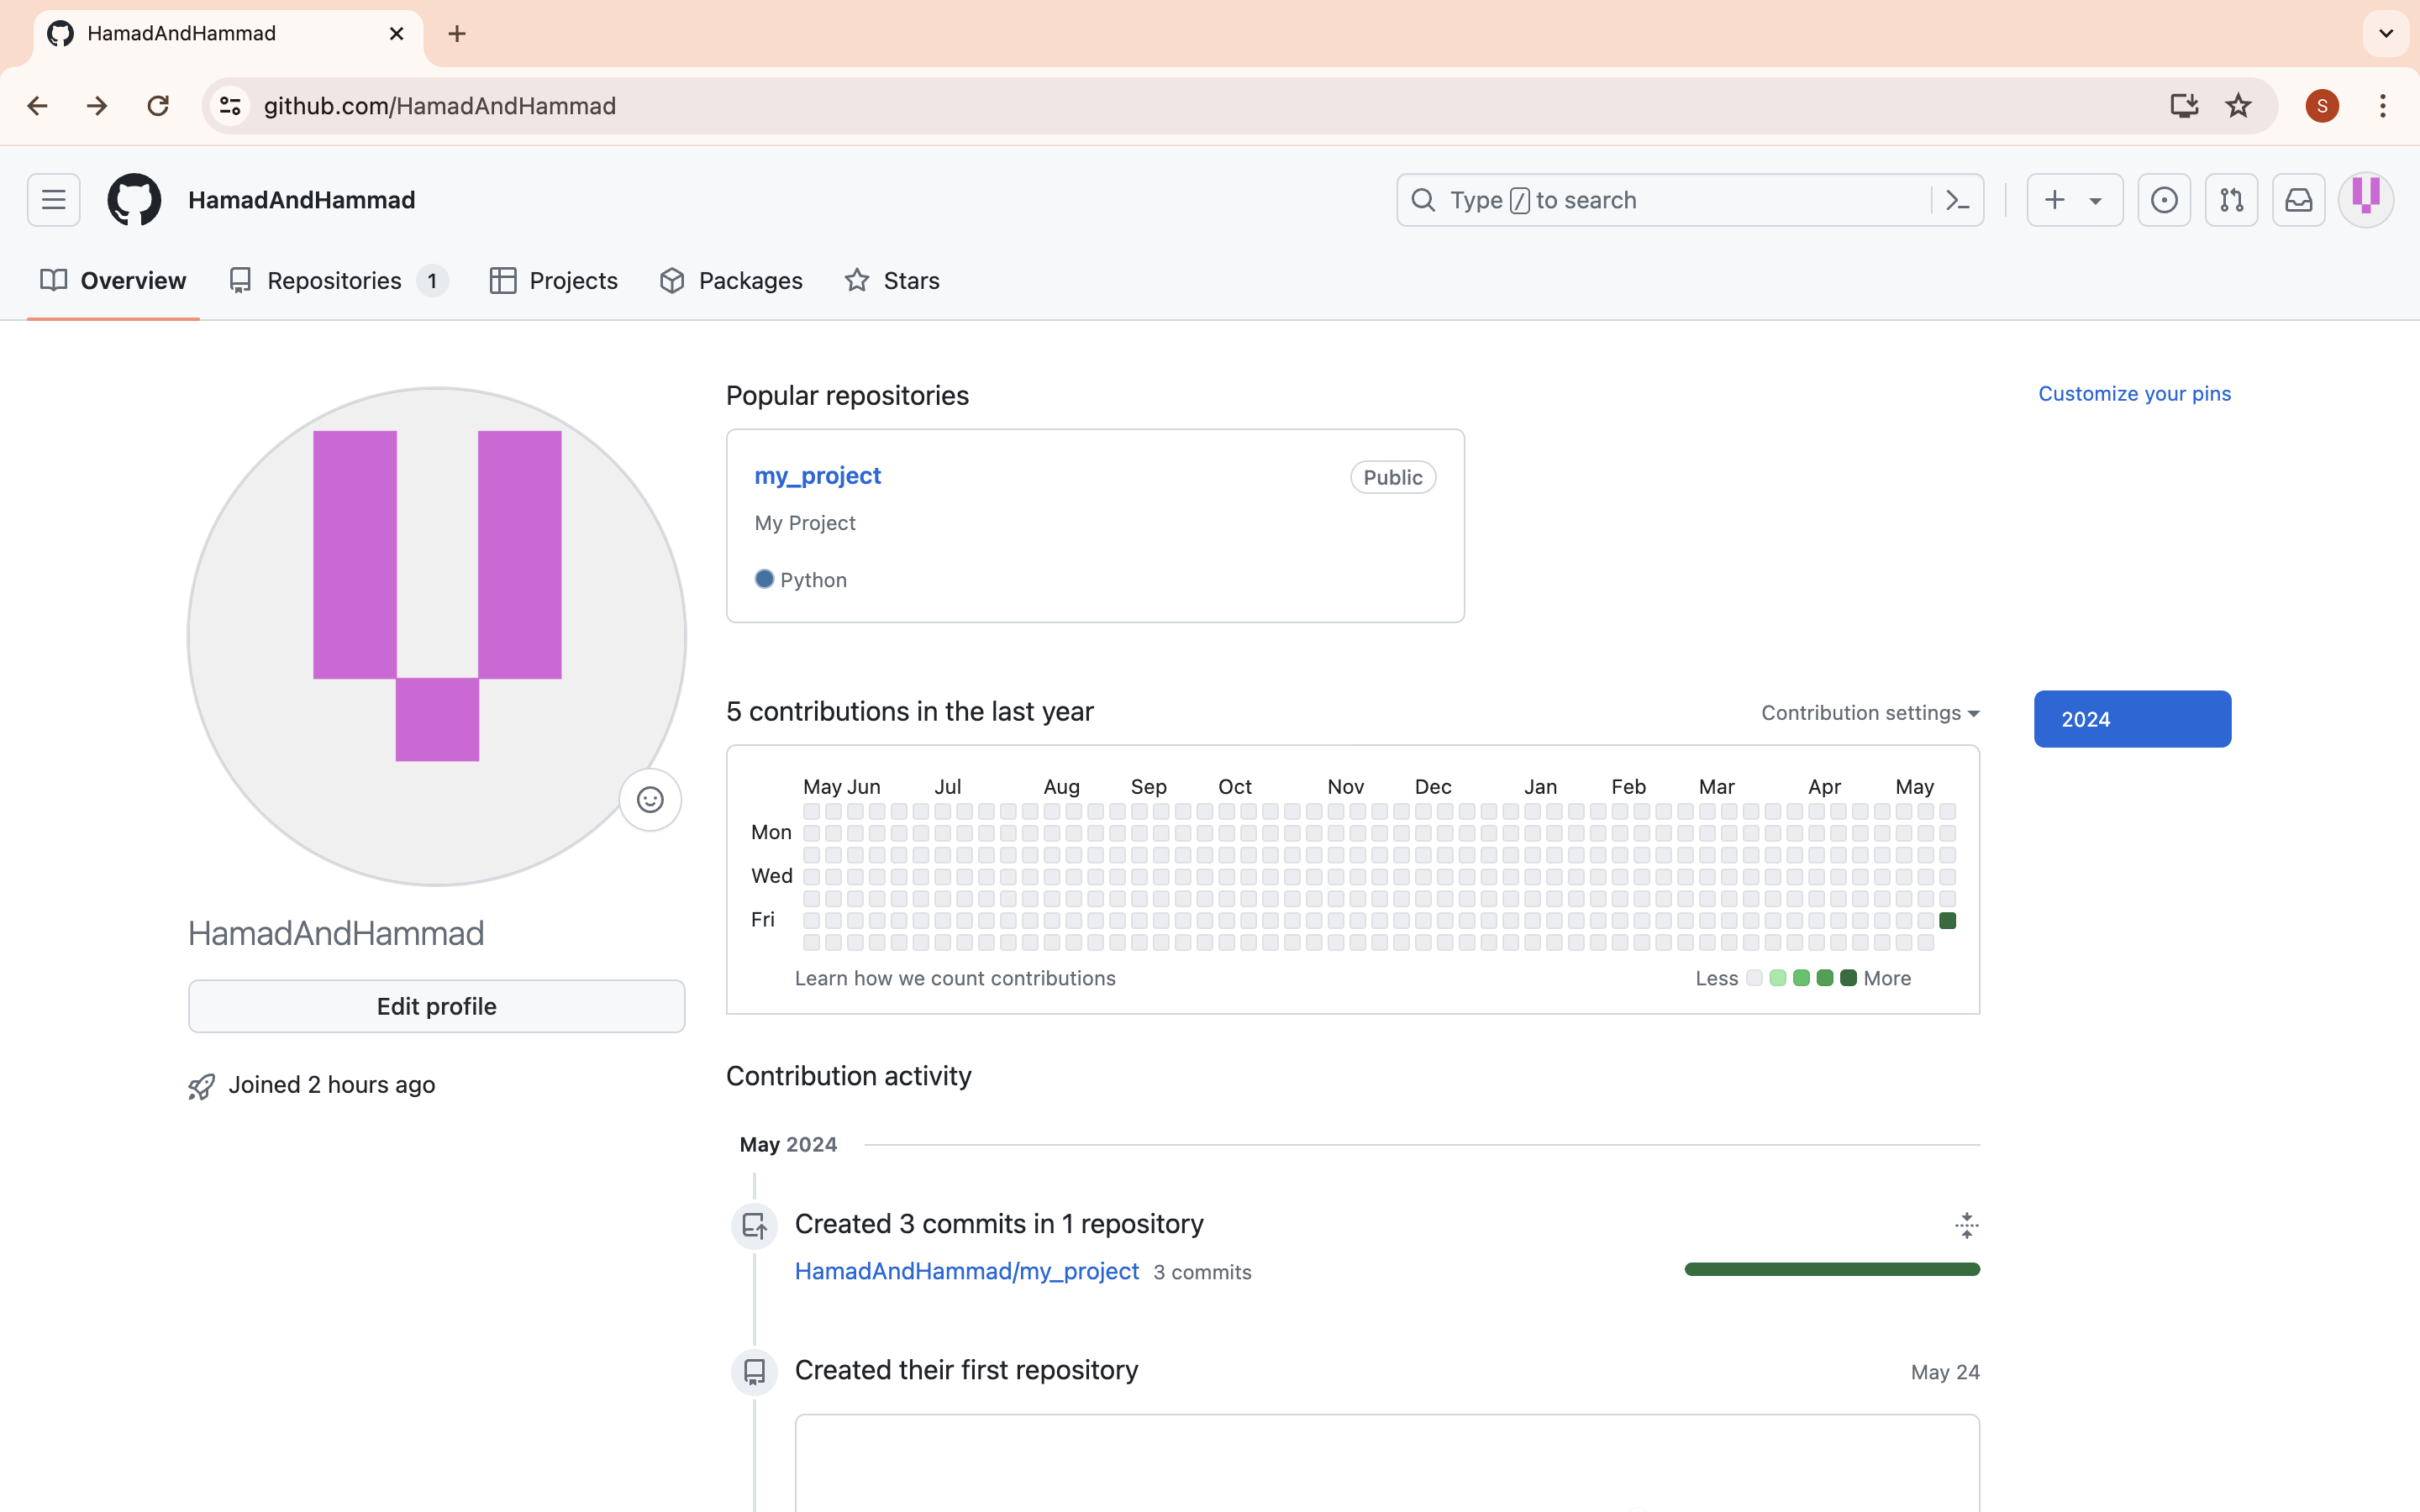 HamadAndHammad
github.com/HamadAndHammad
S
HamadAndHammad
Type / to search
Overview
Repositories 1
Projects
Packages
Stars
Popular repositories
Customize your pins
my_project
Public
My Project
Python
5 contributions in the last year
Contribution settings
2024
May Jun Jul Aug Sep Oct Nov Dec Jan Feb Mar Apr May
Mon
Wed
Fri
Learn how we count contributions
Less More
HamadAndHammad
Edit profile
Joined 2 hours ago
Contribution activity
May 2024
Created 3 commits in 1 repository
HamadAndHammad/my_project 3 commits
Created their first repository
May 24